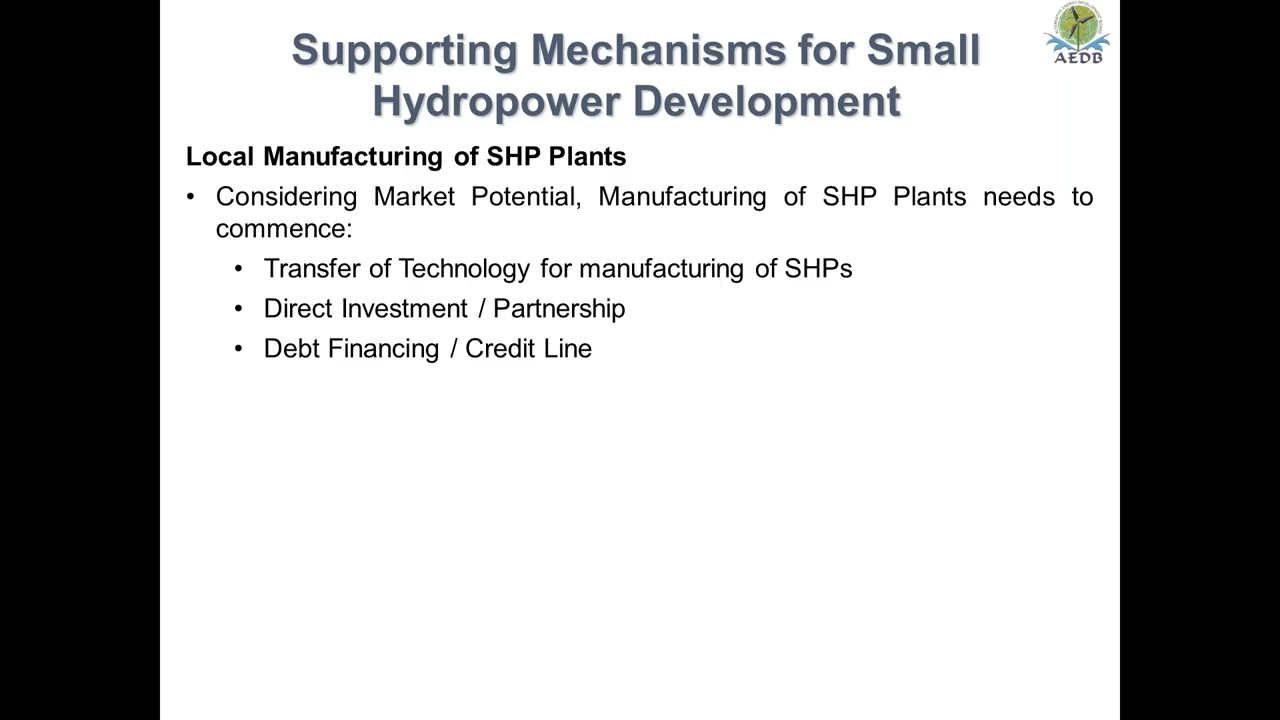 Supporting Mechanisms for Small
Hydropower Development
AEDB
Local Manufacturing of SHP Plants
• Considering Market Potential, Manufacturing of SHP Plants needs to
commence:
• Transfer of Technology for manufacturing of SHPs
• Direct Investment / Partnership
• Debt Financing / Credit Line